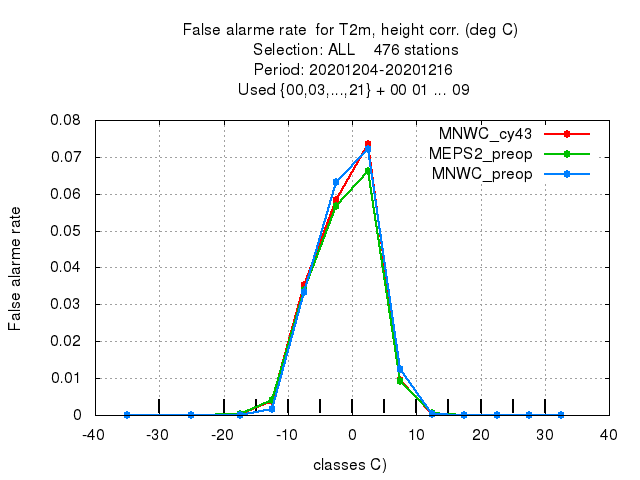 False alarme rate  for T2m, height corr. (deg C)
Selection: ALL    476 stations
Period: 20201204-20201216
Used {00,03,...,21} + 00 01 ... 09
MNWC_cy43
MEPS2_preop
MNWC_preop
False alarme rate
0.08
0.07
0.06
0.05
0.04
0.03
0.02
0.01
0
-40 -30 -20 -10 0 10 20 30 40
classes C)